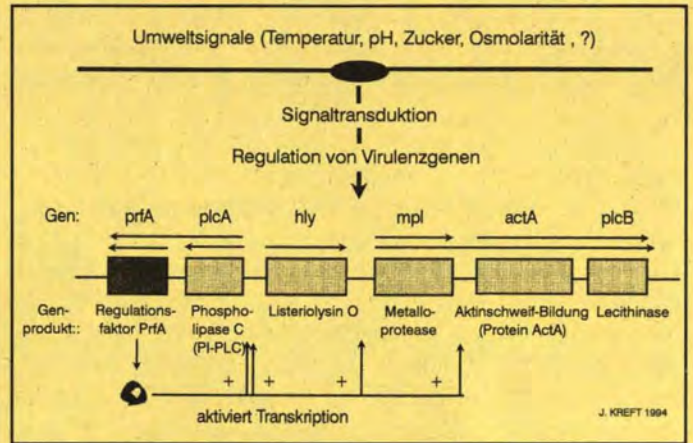 Umweltsignale (Temperatur, pH, Zucker, Osmolarität , ?)
Signaltransduktion
Regulation von Virulenzgenen
Gen: prfA plcA hly mpl actA plcB
Gen- Regulations- Phospho- Listeriolysin O Metallo- Aktinschweif-Bildung Lecithinase
produkt:: faktor PrfA lipase C protease (Protein ActA)
(PI-PLC)
+ + + +
aktiviert Transkription
J. KREFT 1994